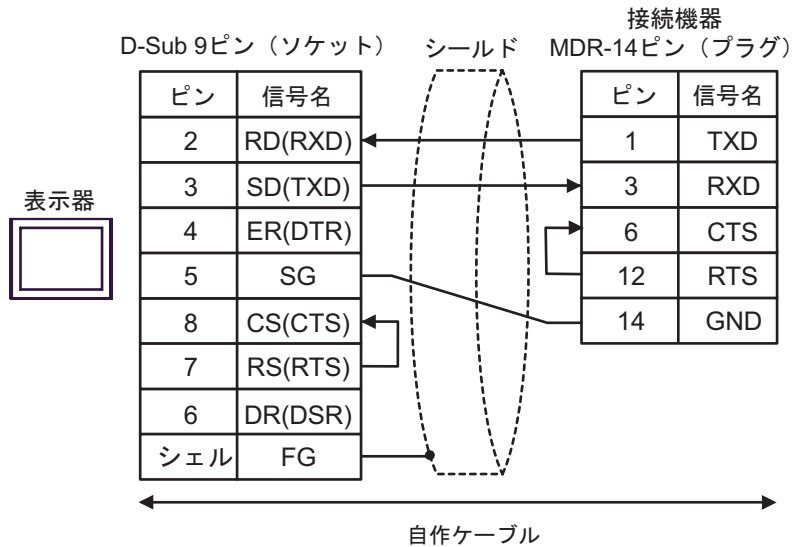 接続機器
D-Sub 9ピン（ソケット） シールド MDR-14ピン（プラグ）
ピン 信号名 ピン 信号名
2 RD(RXD) 1 TXD
3 SD(TXD) 3 RXD
表示器
4 ER(DTR) 6 CTS
5 SG 12 RTS
8 CS(CTS) 14 GND
7 RS(RTS)
6 DR(DSR)
シェル FG
自作ケーブル